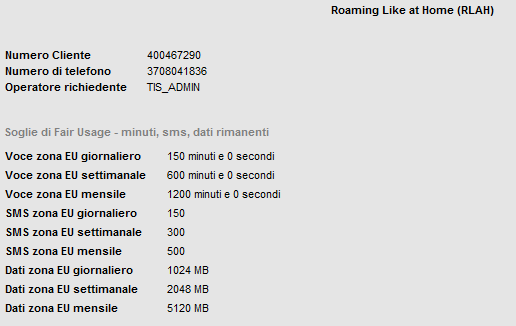 Roaming Like at Home (RLAH)
Numero Cliente 400467290
Numero di telefono 3708041836
Operatore richiedente TIS_ADMIN
Soglie di Fair Usage - minuti, sms, dati rimanenti
Voce zona EU giornaliero 150 minuti e 0 secondi
Voce zona EU settimanale 600 minuti e 0 secondi
Voce zona EU mensile 1200 minuti e 0 secondi
SMS zona EU giornaliero 150
SMS zona EU settimanale 300
SMS zona EU mensile 500
Dati zona EU giornaliero 1024 MB
Dati zona EU settimanale 2048 MB
Dati zona EU mensile 5120 MB